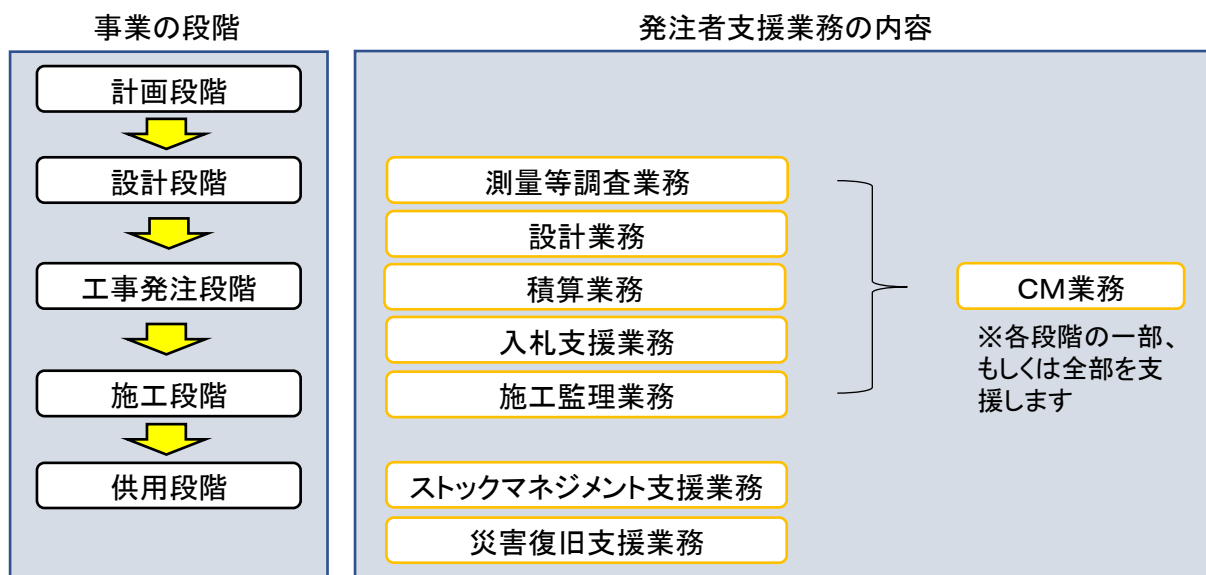 事業の段階
発注者支援業務の内容
計画段階
設計段階
工事発注段階
施工段階
供用段階
測量等調査業務
設計業務
積算業務
入札支援業務
施工監理業務
ストックマネジメント支援業務
災害復旧支援業務
CM業務
※各段階の一部、
もしくは全部を支
援します